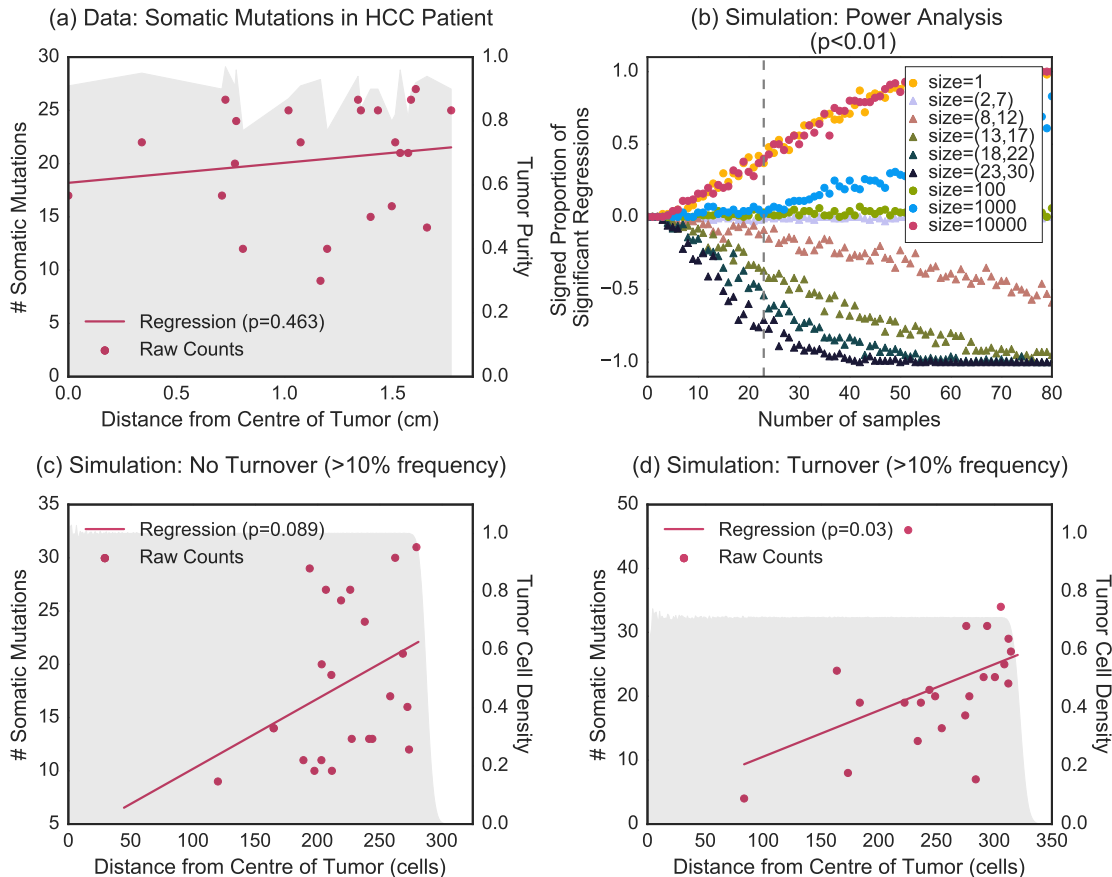 (a) Data: Somatic Mutations in HCC Patient
30
25
20
15
10
5
0
# Somatic Mutations
1.0
0.8
0.6
0.4
0.2
0.0
Tumor Purity
Regression (p=0.463)
Raw Counts
0.0
0.5
1.0
1.5
Distance from Centre of Tumor (cm)
(b) Simulation: Power Analysis
(p<0.01)
1.0
0.5
0.0
−0.5
−1.0
Signed Proportion of
Significant Regressions
size=1
size=(2,7)
size=(8,12)
size=(13,17)
size=(18,22)
size=(23,30)
size=100
size=1000
size=10000
0 10 20 30 40 50 60 70 80
Number of samples
(c) Simulation: No Turnover (>10% frequency)
35
30
25
20
15
10
5
# Somatic Mutations
Regression (p=0.089)
Raw Counts
1.0
0.8
0.6
0.4
0.2
0.0
Tumor Cell Density
0 50 100 150 200 250 300
Distance from Centre of Tumor (cells)
(d) Simulation: Turnover (>10% frequency)
50
40
30
20
10
0
# Somatic Mutations
Regression (p=0.03)
Raw Counts
1.0
0.8
0.6
0.4
0.2
0.0
Tumor Cell Density
0 50 100 150 200 250 300 350
Distance from Centre of Tumor (cells)